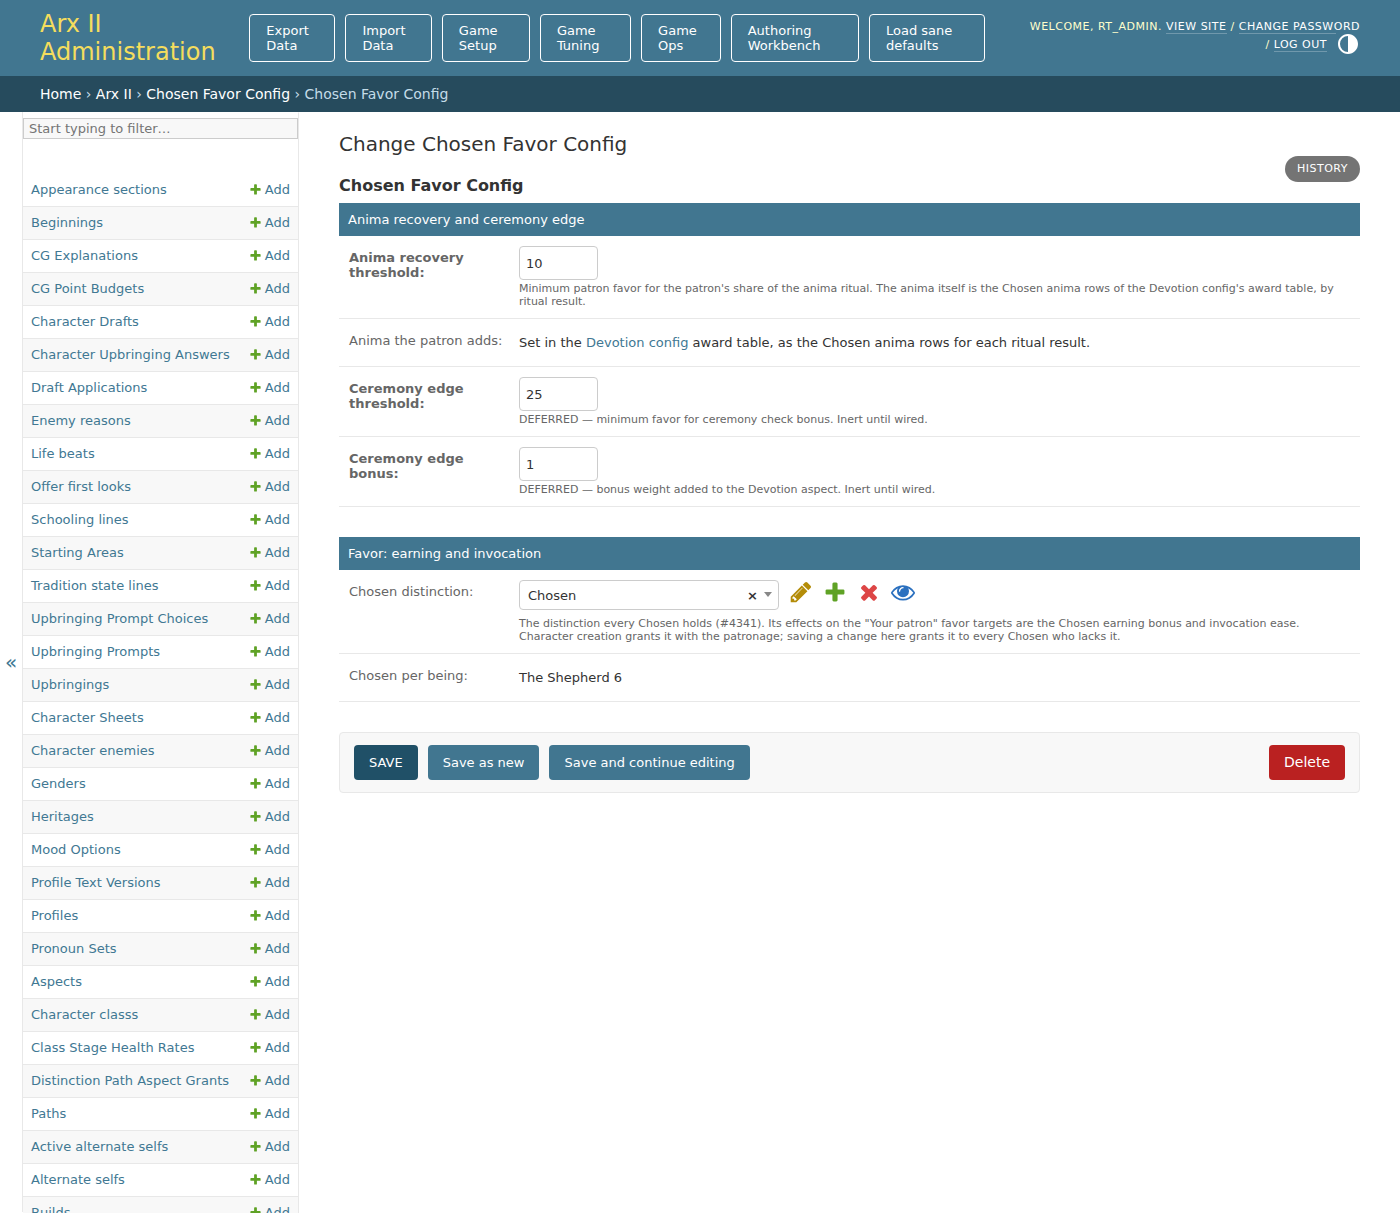 Arx II
Administration
Export
Data
Import
Data
Game
Setup
Game
Tuning
Game
Ops
Authoring
Workbench
Load sane
defaults
WELCOME, RT_ADMIN. VIEW SITE / CHANGE PASSWORD
/ LOG OUT
Home › Arx II › Chosen Favor Config › Chosen Favor Config
Start typing to filter…
Appearance sections Add
Beginnings Add
CG Explanations Add
CG Point Budgets Add
Character Drafts Add
Character Upbringing Answers Add
Draft Applications Add
Enemy reasons Add
Life beats Add
Offer first looks Add
Schooling lines Add
Starting Areas Add
Tradition state lines Add
Upbringing Prompt Choices Add
Upbringing Prompts Add
Upbringings Add
Character Sheets Add
Character enemies Add
Genders Add
Heritages Add
Mood Options Add
Profile Text Versions Add
Profiles Add
Pronoun Sets Add
Aspects Add
Character classs Add
Class Stage Health Rates Add
Distinction Path Aspect Grants Add
Paths Add
Active alternate selfs Add
Alternate selfs Add
Builds Add
«
Change Chosen Favor Config
HISTORY
Chosen Favor Config
Anima recovery and ceremony edge
Anima recovery
threshold:
10
Minimum patron favor for the patron's share of the anima ritual. The anima itself is the Chosen anima rows of the Devotion config's award table, by
ritual result.
Anima the patron adds: Set in the Devotion config award table, as the Chosen anima rows for each ritual result.
Ceremony edge
threshold:
25
DEFERRED — minimum favor for ceremony check bonus. Inert until wired.
Ceremony edge
bonus:
1
DEFERRED — bonus weight added to the Devotion aspect. Inert until wired.
Favor: earning and invocation
Chosen distinction: Chosen ×
The distinction every Chosen holds (#4341). Its effects on the "Your patron" favor targets are the Chosen earning bonus and invocation ease.
Character creation grants it with the patronage; saving a change here grants it to every Chosen who lacks it.
Chosen per being: The Shepherd 6
SAVE Save as new Save and continue editing Delete